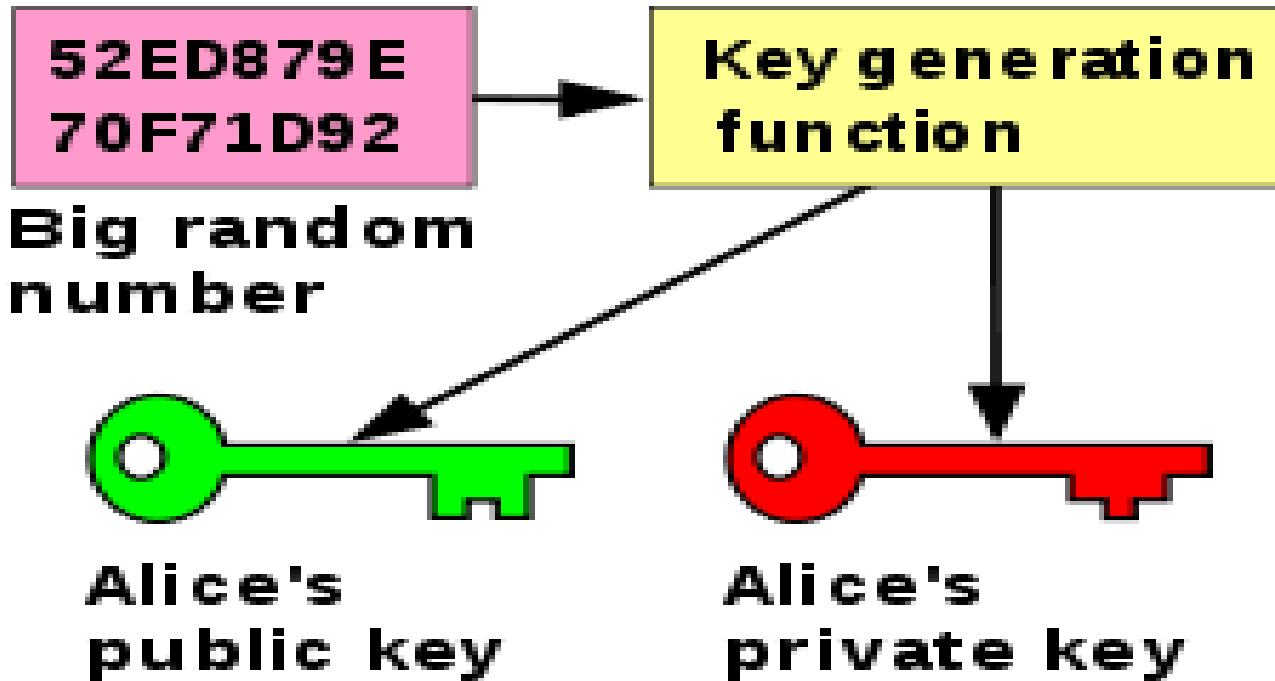 52ED879E
70F71D92
Big random
number
Key generation
function
Alice's
public key
Alice's
private key